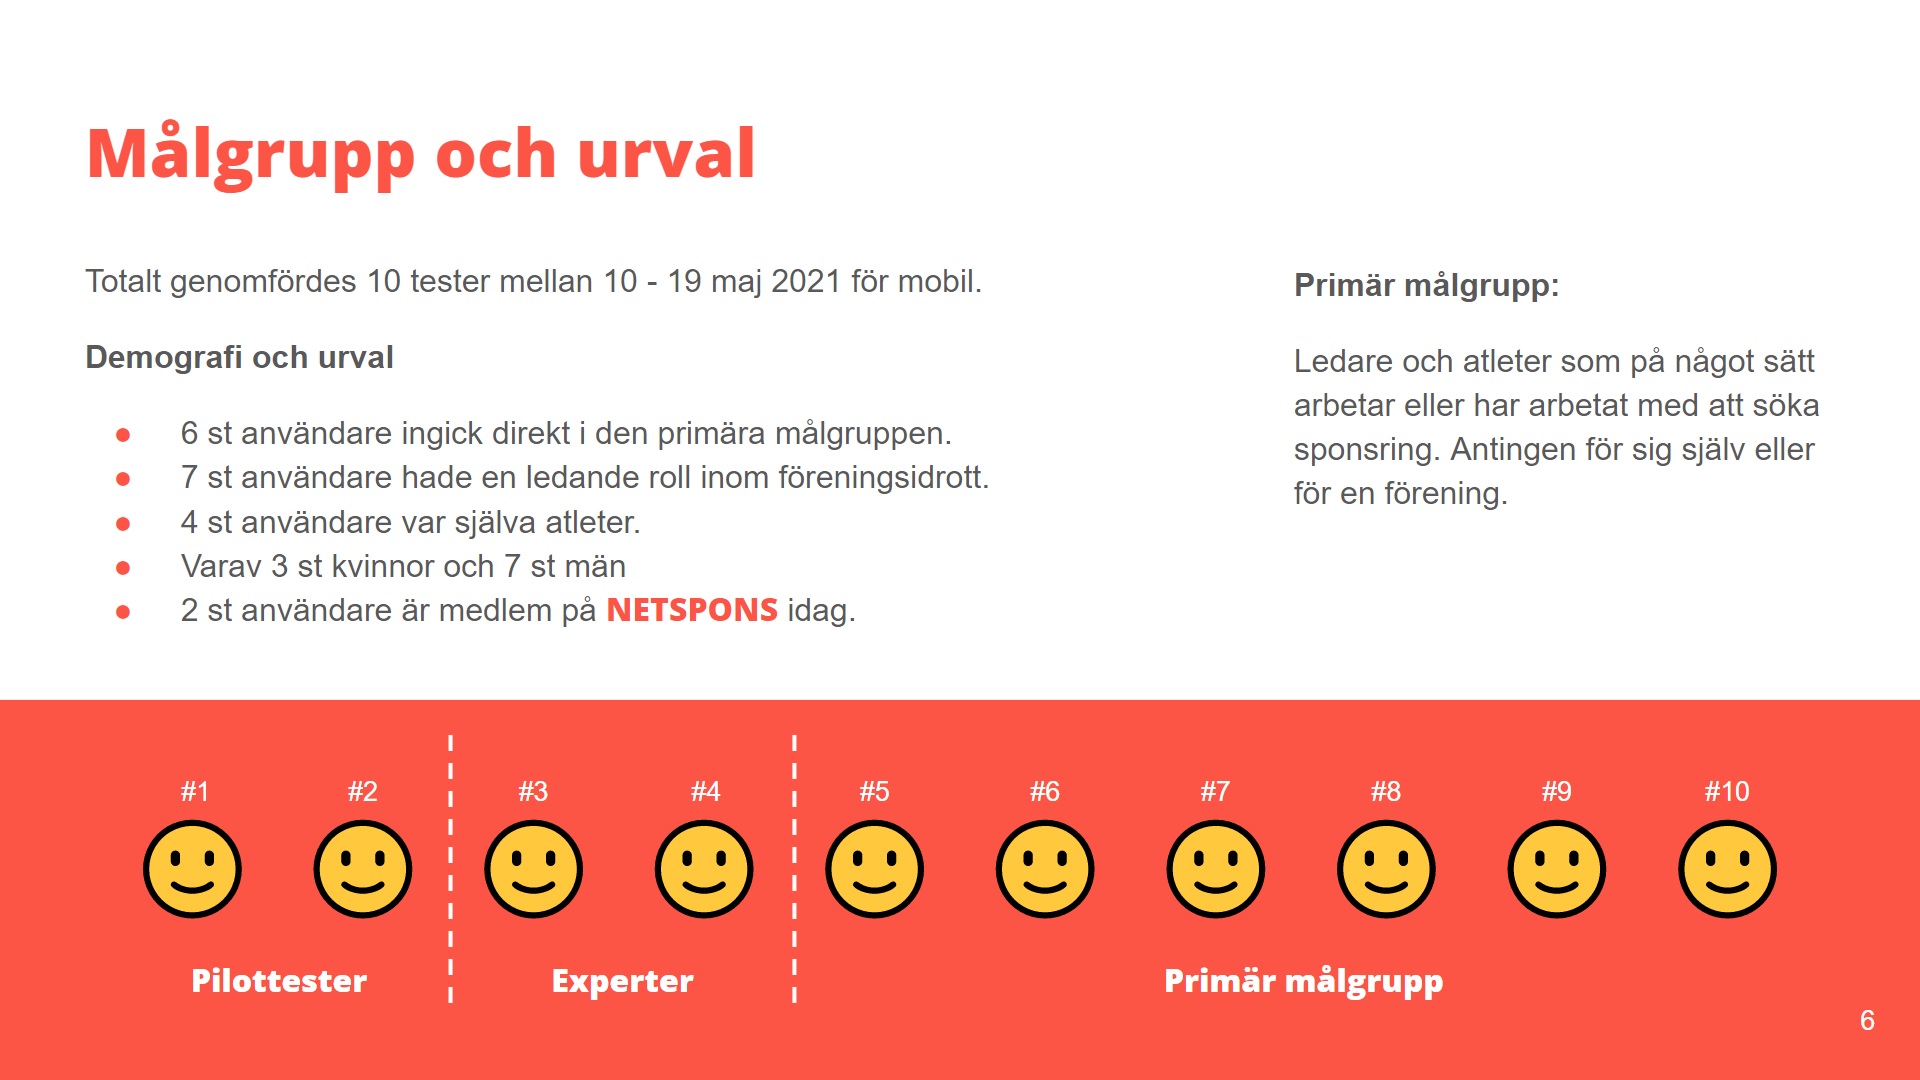 Målgrupp och urval
Totalt genomfördes 10 tester mellan 10 - 19 maj 2021 för mobil.
Demografi och urval
● 6 st användare ingick direkt i den primära målgruppen.
● 7 st användare hade en ledande roll inom föreningsidrott.
● 4 st användare var själva atleter.
● Varav 3 st kvinnor och 7 st män
● 2 st användare är medlem på NETSPONS idag.
Primär målgrupp:
Ledare och atleter som på något sätt
arbetar eller har arbetat med att söka
sponsring. Antingen för sig själv eller
för en förening.
#1 #2 #3 #4 #5 #6 #7 #8 #9 #10
Pilottester Experter Primär målgrupp
6